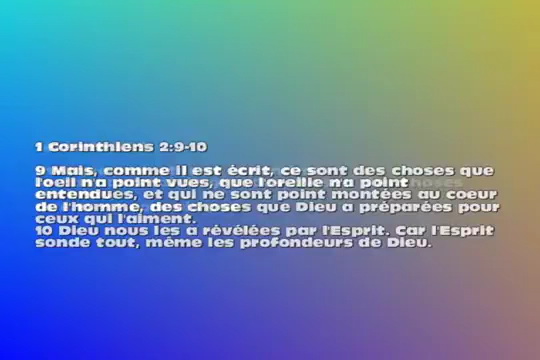 1 Corinthiens 2:9-10
9 Mais, comme il est écrit, ce sont des choses que
l'oeil n'a point vues, que l'oreille n'a point
entendues, et qui ne sont point montées au coeur
de l'homme, des choses que Dieu a préparées pour
ceux qui l'aiment.
10 Dieu nous les a révélées par l'Esprit. Car l'Esprit
sonde tout, même les profondeurs de Dieu.